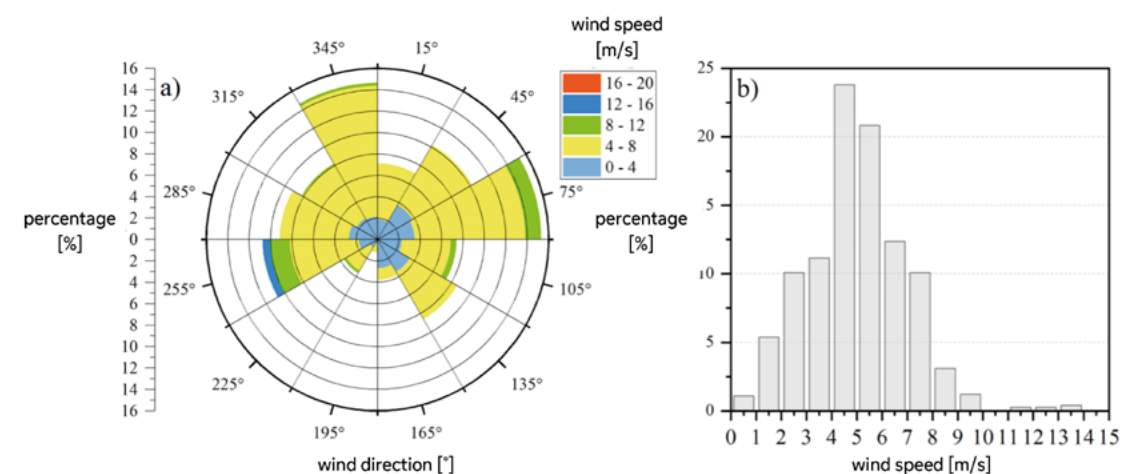 wind speed
[m/s]
16 - 20
12 - 16
8 - 12
4 - 8
0 - 4
a)
345°
15°
315°
45°
285°
75°
255°
105°
225°
135°
195°
165°
16
14
12
10
8
6
4
2
0
2
4
6
8
10
12
14
16
percentage
[%]
wind direction [°]
b)
25
20
5
10
5
0
percentage
[%]
0 1 2 3 4 5 6 7 8 9 10 11 12 13 14 15
wind speed [m/s]